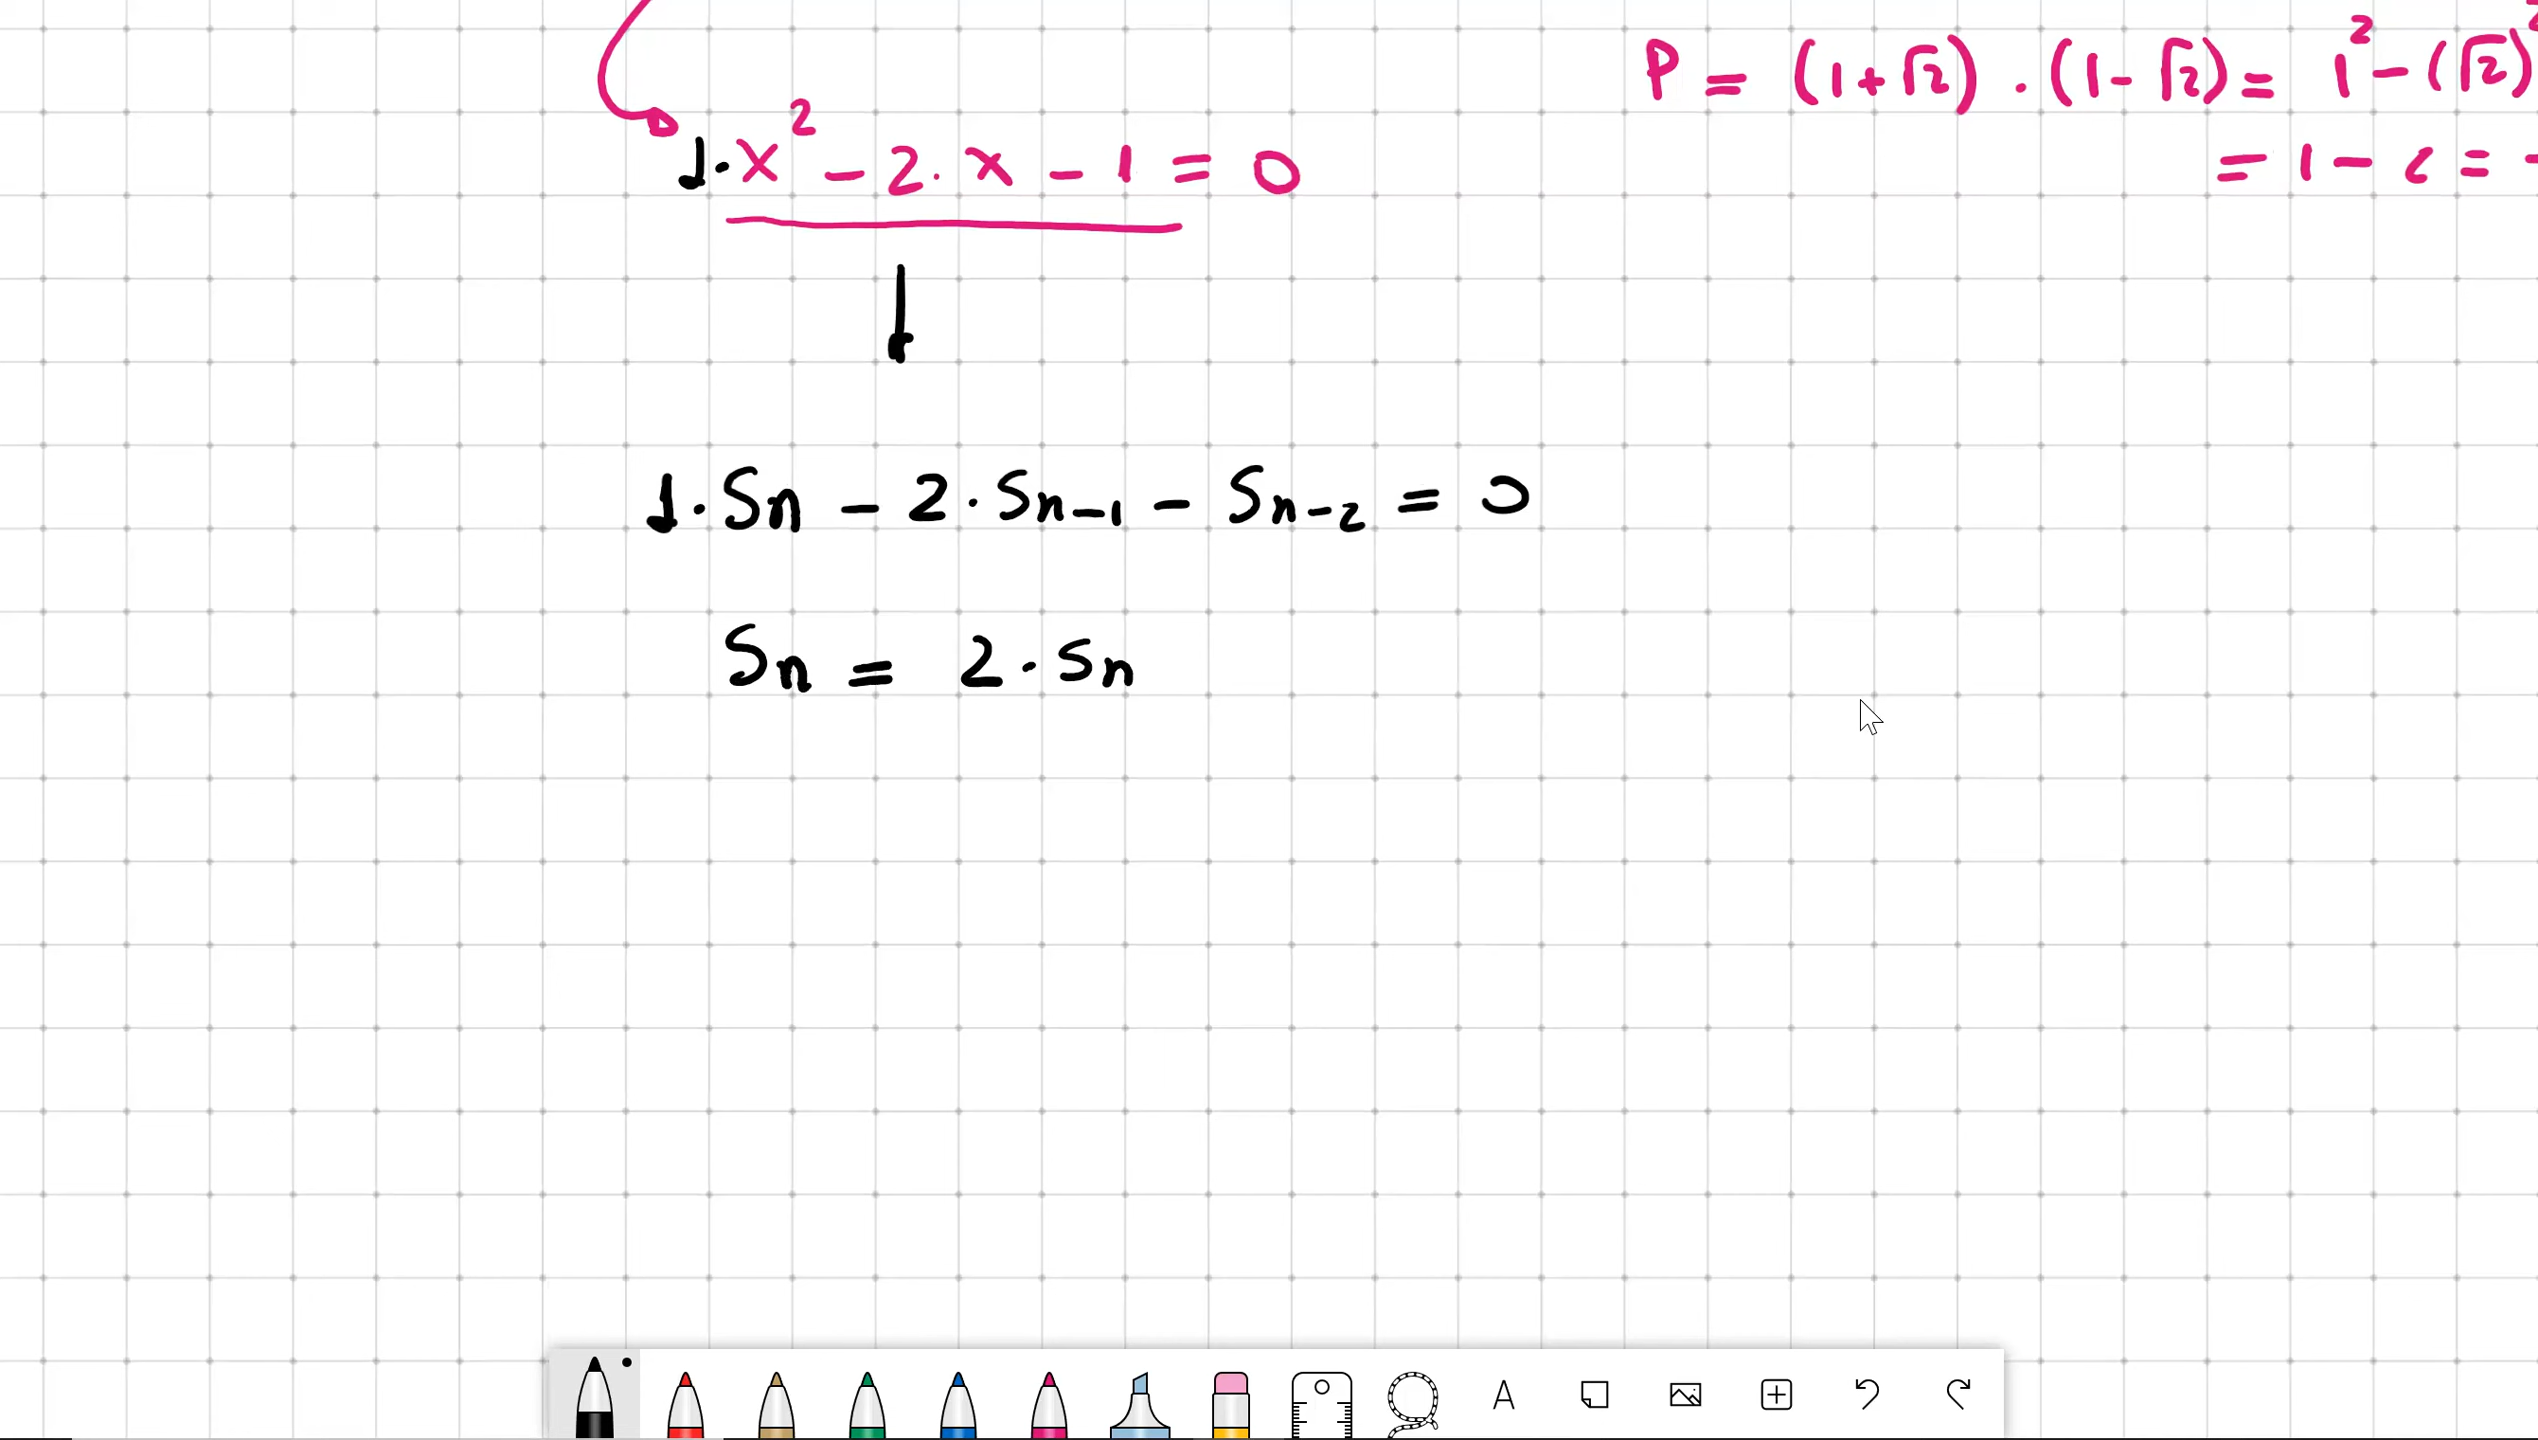 P = (1+√2) · (1-√2) = 1² - (√2)²
= 1 - 2 = -
1·x² - 2·x - 1 = 0
1·Sn - 2·Sn-1 - Sn-2 = 0
Sn = 2·Sn
A